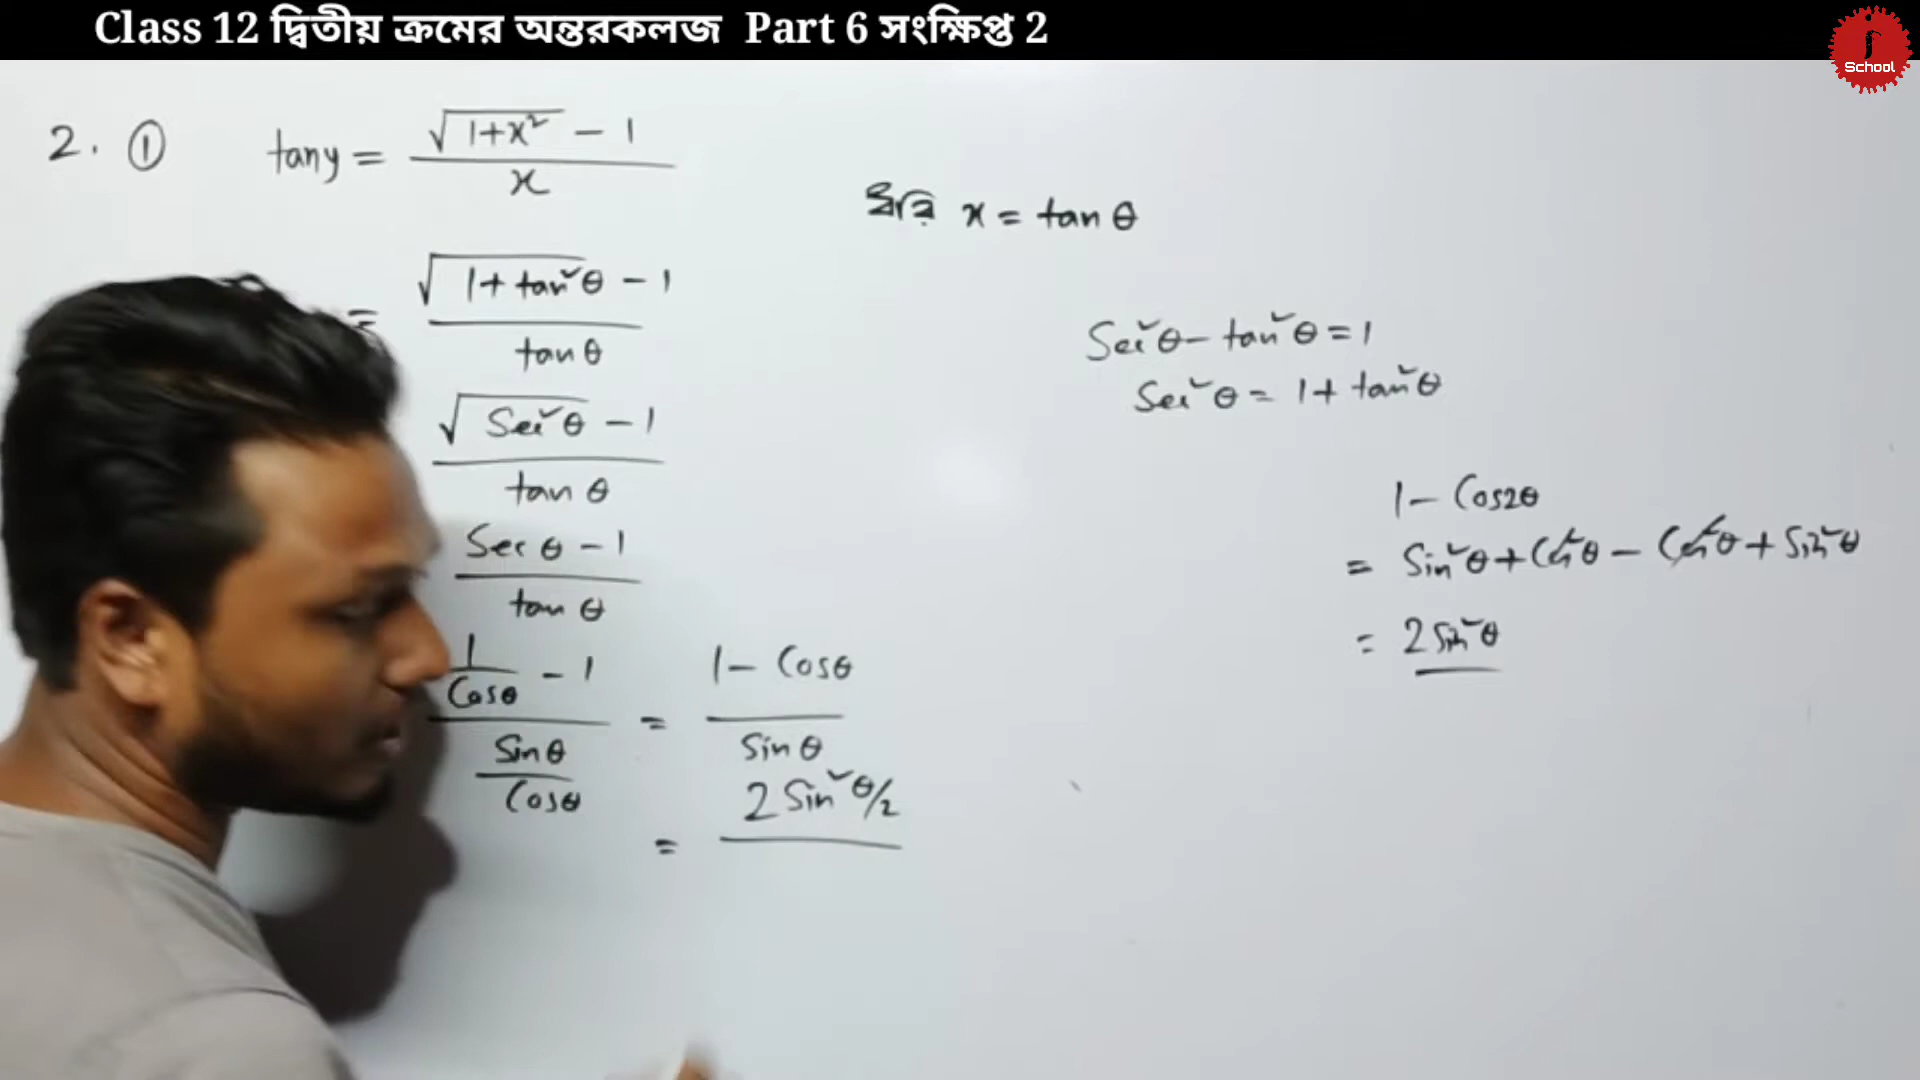 Class 12 দ্বিতীয় ক্রমের অন্তরকলজ Part 6 সংক্ষিপ্ত 2
ʃ School
2. ① tan y = (√(1+x²) - 1) / x
ধরি x = tan θ
= (√(1+tan²θ) - 1) / tan θ
Sec²θ - tan²θ = 1
Sec²θ = 1 + tan²θ
(√(Sec²θ) - 1) / tan θ
(Sec θ - 1) / tan θ
1 - Cos2θ
= Sin²θ + Cos²θ - Cos²θ + Sin²θ
= 2 Sin²θ
(1/Cosθ - 1) / (Sinθ/Cosθ) = (1 - Cosθ) / Sin θ
= 2 Sin²θ/2